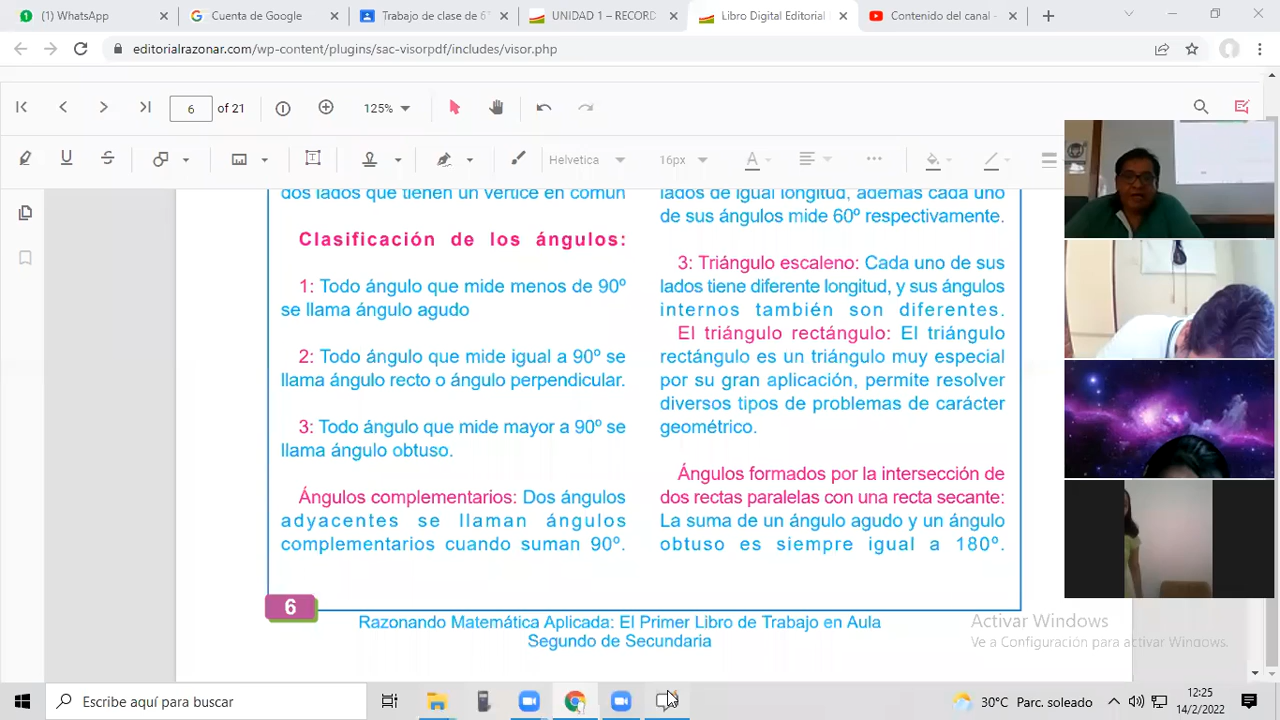 (1) WhatsApp
Cuenta de Google
Trabajo de clase de 6
UNIDAD 1 – RECORD
Libro Digital Editorial
Contenido del canal -
editorialrazonar.com/wp-content/plugins/sac-visorpdf/includes/visor.php
6 of 21
125%
Helvetica
16px
dos lados que tienen un vértice en común
Clasificación de los ángulos:
1: Todo ángulo que mide menos de 90º
se llama ángulo agudo
2: Todo ángulo que mide igual a 90º se
llama ángulo recto o ángulo perpendicular.
3: Todo ángulo que mide mayor a 90º se
llama ángulo obtuso.
Ángulos complementarios: Dos ángulos
adyacentes se llaman ángulos
complementarios cuando suman 90º.
lados de igual longitud, además cada uno
de sus ángulos mide 60º respectivamente.
3: Triángulo escaleno: Cada uno de sus
lados tiene diferente longitud, y sus ángulos
internos también son diferentes.
El triángulo rectángulo: El triángulo
rectángulo es un triángulo muy especial
por su gran aplicación, permite resolver
diversos tipos de problemas de carácter
geométrico.
Ángulos formados por la intersección de
dos rectas paralelas con una recta secante:
La suma de un ángulo agudo y un ángulo
obtuso es siempre igual a 180º.
6
Razonando Matemática Aplicada: El Primer Libro de Trabajo en Aula
Segundo de Secundaria
Activar Windows
Ve a Configuración para activar Windows.
Escribe aquí para buscar
30ºC Parc. soleado
12:25
14/2/2022